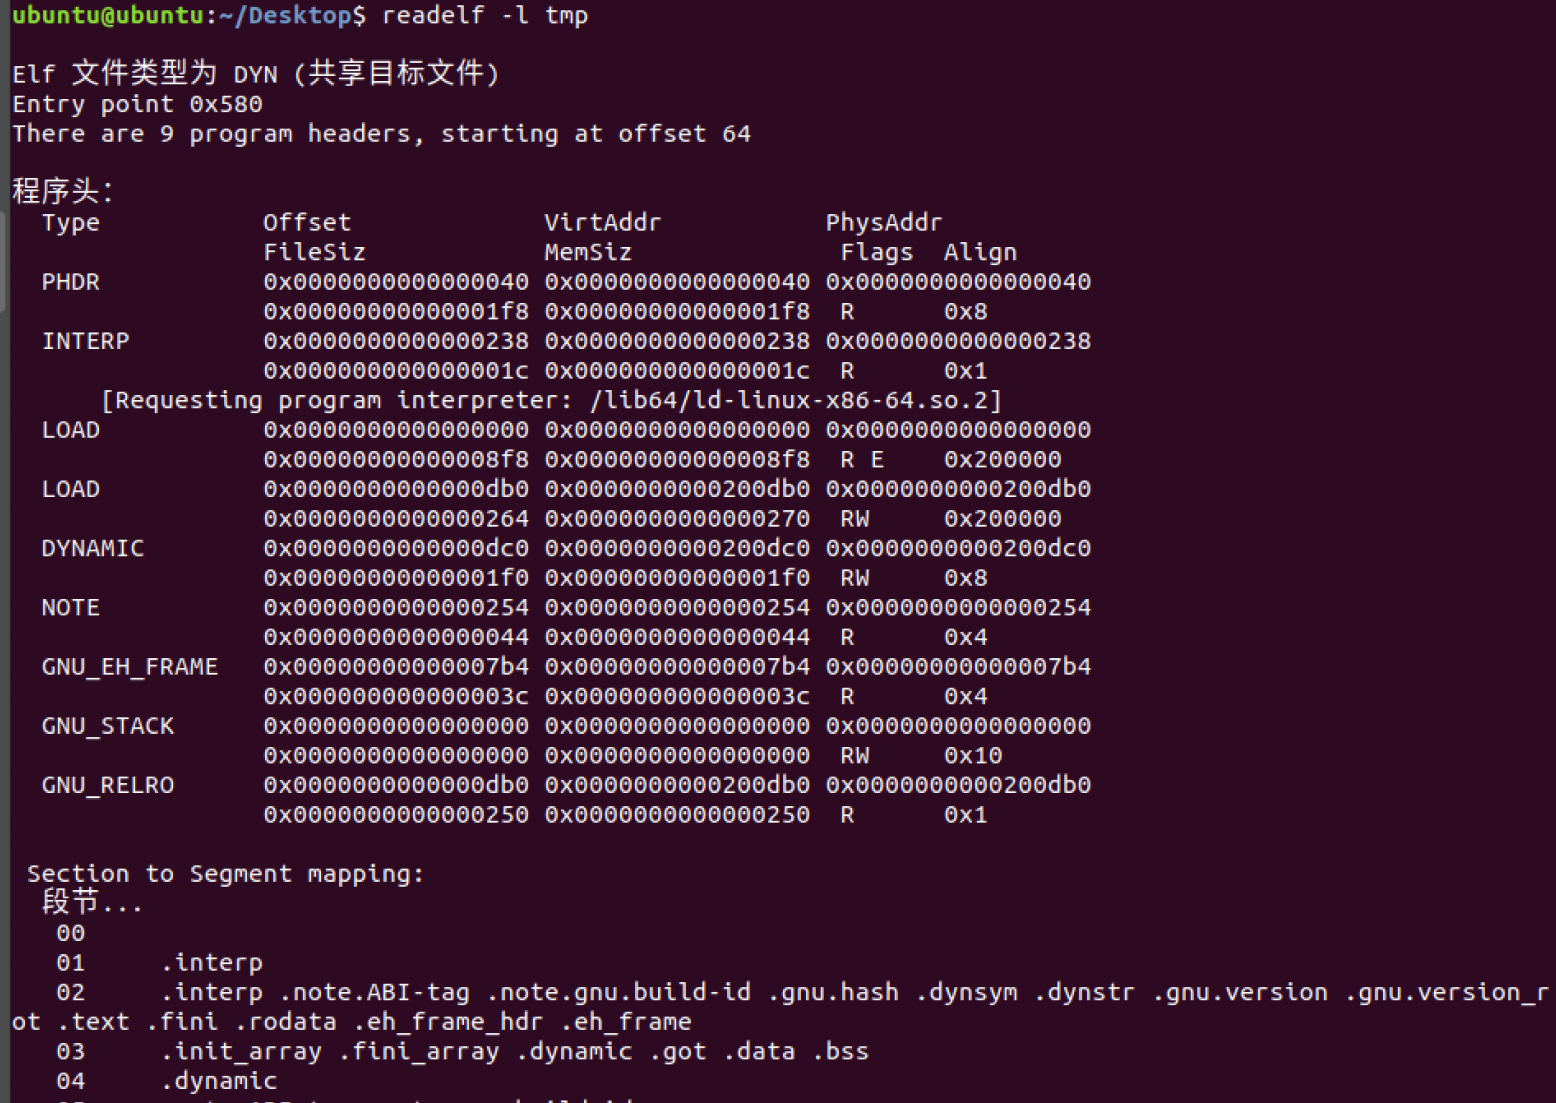 ubuntu@ubuntu:~/Desktop$ readelf -l tmp
Elf 文件类型为 DYN (共享目标文件)
Entry point 0x580
There are 9 program headers, starting at offset 64
程序头：
Type Offset VirtAddr PhysAddr
FileSiz MemSiz Flags Align
PHDR 0x0000000000000040 0x0000000000000040 0x0000000000000040
0x00000000000001f8 0x00000000000001f8 R 0x8
INTERP 0x0000000000000238 0x0000000000000238 0x0000000000000238
0x000000000000001c 0x000000000000001c R 0x1
[Requesting program interpreter: /lib64/ld-linux-x86-64.so.2]
LOAD 0x0000000000000000 0x0000000000000000 0x0000000000000000
0x00000000000008f8 0x00000000000008f8 R E 0x200000
LOAD 0x0000000000000db0 0x0000000000200db0 0x0000000000200db0
0x0000000000000264 0x0000000000000270 RW 0x200000
DYNAMIC 0x0000000000000dc0 0x0000000000200dc0 0x0000000000200dc0
0x00000000000001f0 0x00000000000001f0 RW 0x8
NOTE 0x0000000000000254 0x0000000000000254 0x0000000000000254
0x0000000000000044 0x0000000000000044 R 0x4
GNU_EH_FRAME 0x00000000000007b4 0x00000000000007b4 0x00000000000007b4
0x000000000000003c 0x000000000000003c R 0x4
GNU_STACK 0x0000000000000000 0x0000000000000000 0x0000000000000000
0x0000000000000000 0x0000000000000000 RW 0x10
GNU_RELRO 0x0000000000000db0 0x0000000000200db0 0x0000000000200db0
0x0000000000000250 0x0000000000000250 R 0x1
Section to Segment mapping:
段节...
00
01 .interp
02 .interp .note.ABI-tag .note.gnu.build-id .gnu.hash .dynsym .dynstr .gnu.version .gnu.version_r
ot .text .fini .rodata .eh_frame_hdr .eh_frame
03 .init_array .fini_array .dynamic .got .data .bss
04 .dynamic